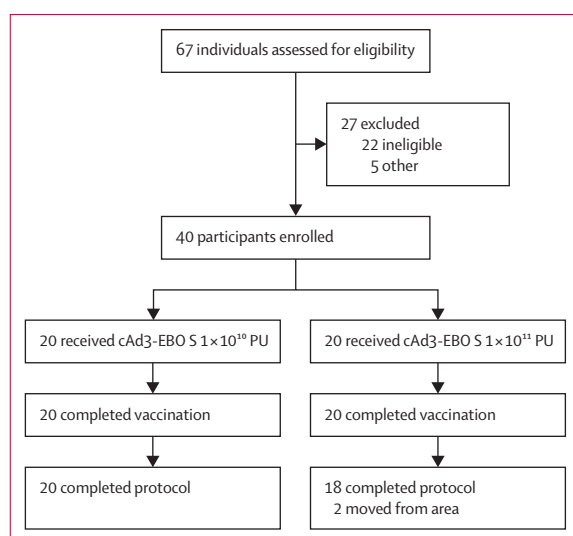 67 individuals assessed for eligibility
27 excluded
22 ineligible
5 other
40 participants enrolled
20 received cAd3-EBO S 1×10¹⁰ PU
20 received cAd3-EBO S 1×10¹¹ PU
20 completed vaccination
20 completed vaccination
20 completed protocol
18 completed protocol
2 moved from area